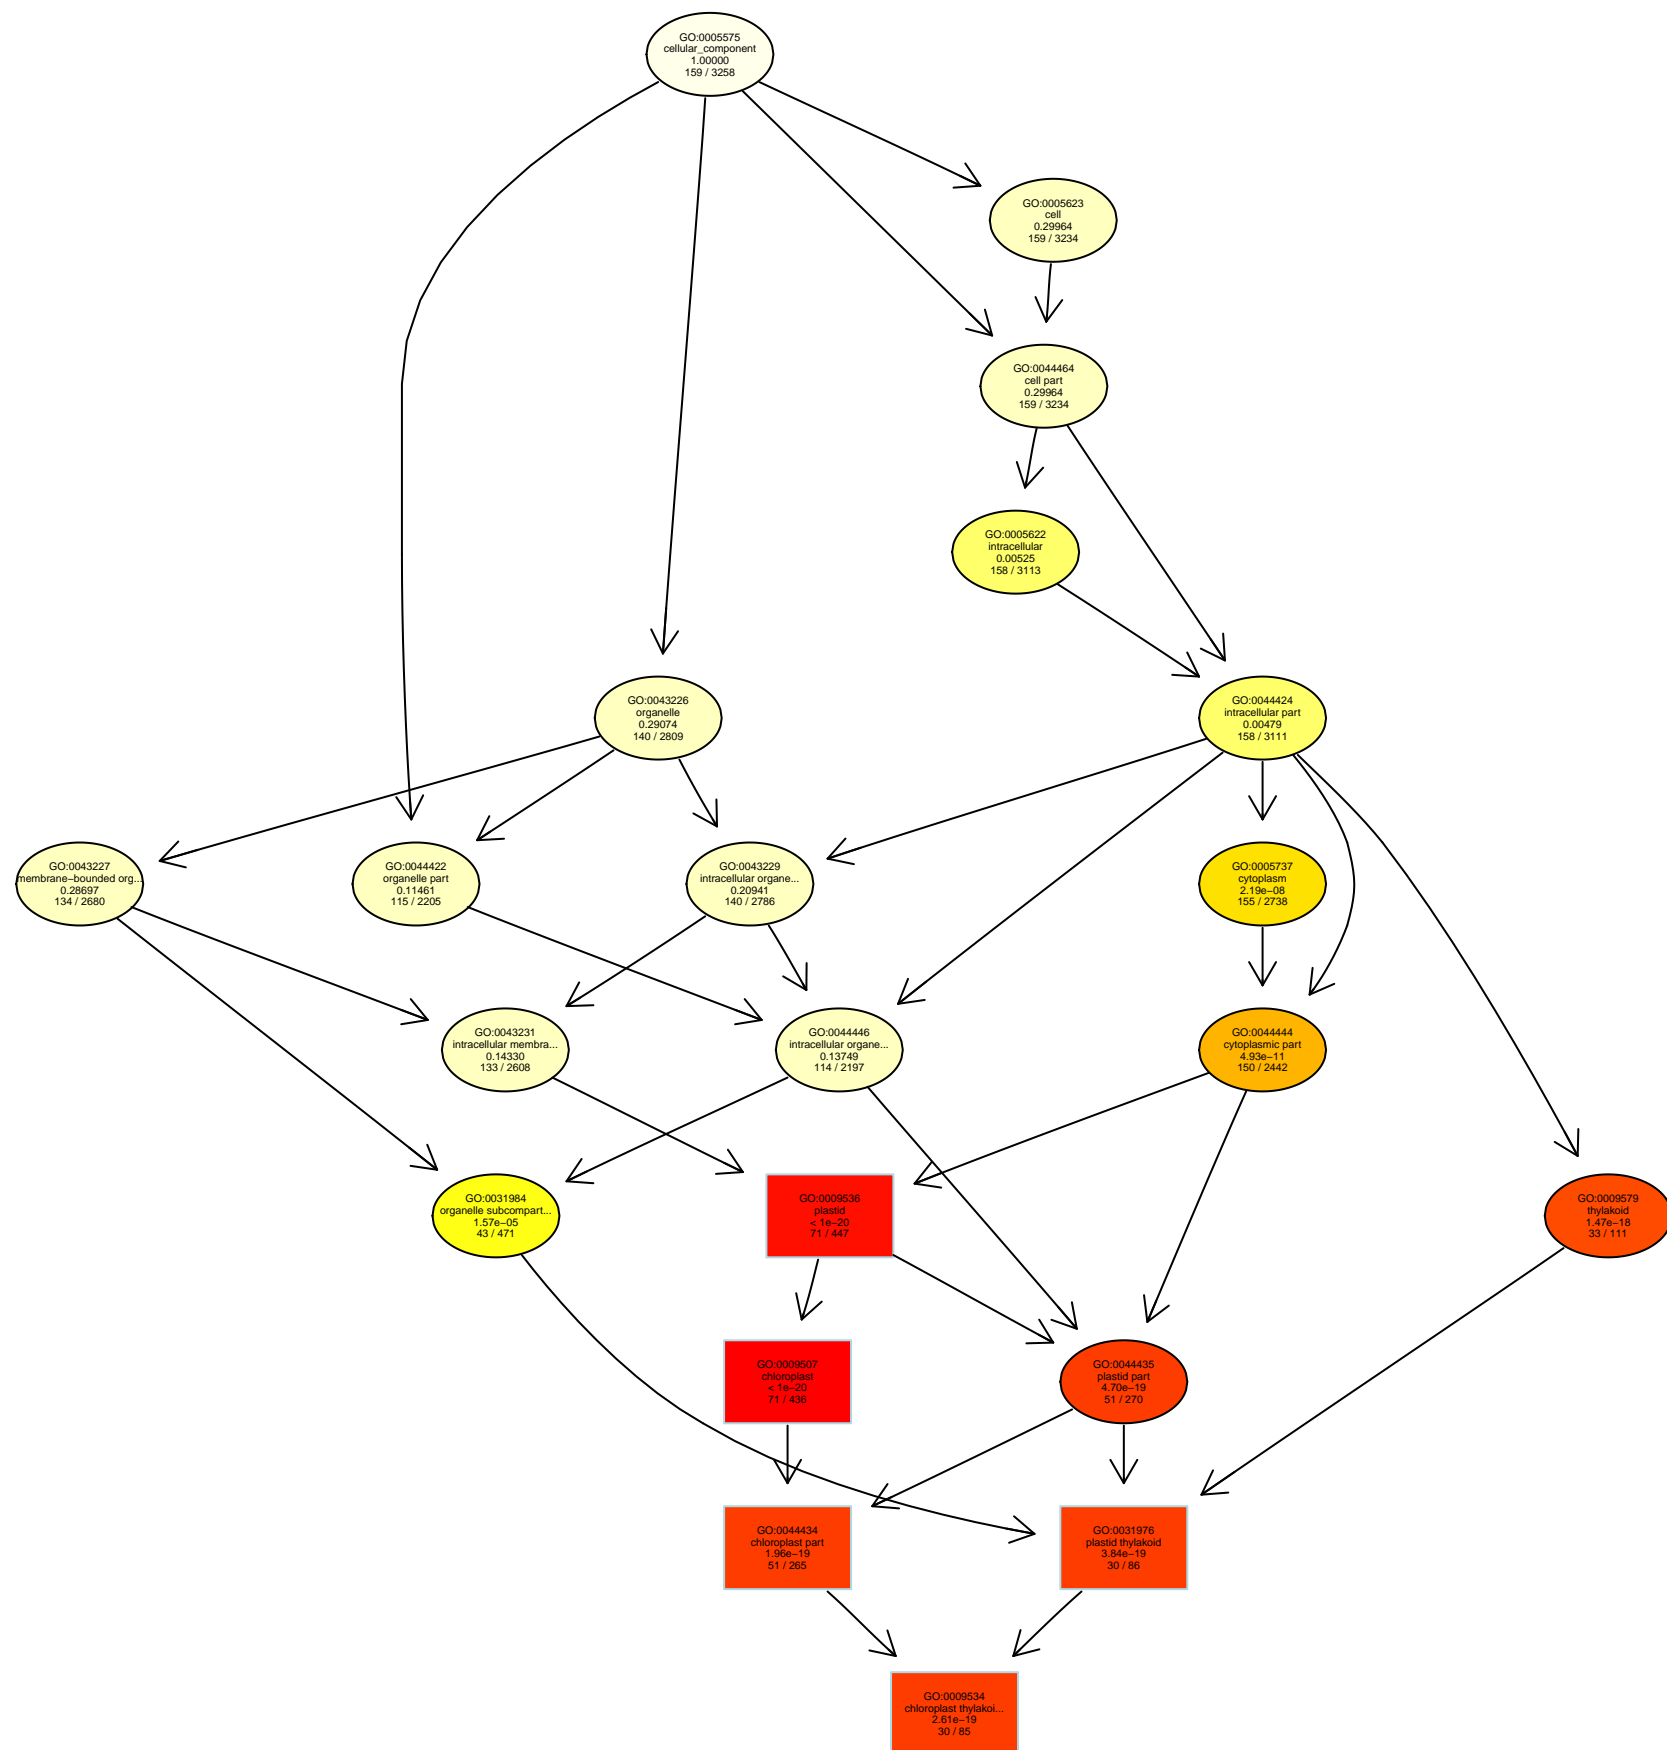 GO:0005575
cellular_component
1.00000
159 / 3258
GO:0005623
cell
0.29964
159 / 3234
GO:0044464
cell part
0.29964
159 / 3234
GO:0005622
intracellular
0.00525
158 / 3113
GO:0043226
organelle
0.29074
140 / 2809
GO:0044424
intracellular part
0.00479
158 / 3111
GO:0043227
membrane−bounded org...
0.28697
134 / 2680
GO:0044422
organelle part
0.11461
115 / 2205
GO:0043229
intracellular organe...
0.20941
140 / 2786
GO:0005737
cytoplasm
2.19e−08
155 / 2738
GO:0043231
intracellular membra...
0.14330
133 / 2608
GO:0044446
intracellular organe...
0.13749
114 / 2197
GO:0044444
cytoplasmic part
4.93e−11
150 / 2442
GO:0031984
organelle subcompart...
1.57e−05
43 / 471
GO:0009536
plastid
< 1e−20
71 / 447
GO:0009579
thylakoid
1.47e−18
33 / 111
GO:0009507
chloroplast
< 1e−20
71 / 436
GO:0044435
plastid part
4.70e−19
51 / 270
GO:0044434
chloroplast part
1.96e−19
51 / 265
GO:0031976
plastid thylakoid
3.84e−19
30 / 86
GO:0009534
chloroplast thylakoi...
2.61e−19
30 / 85